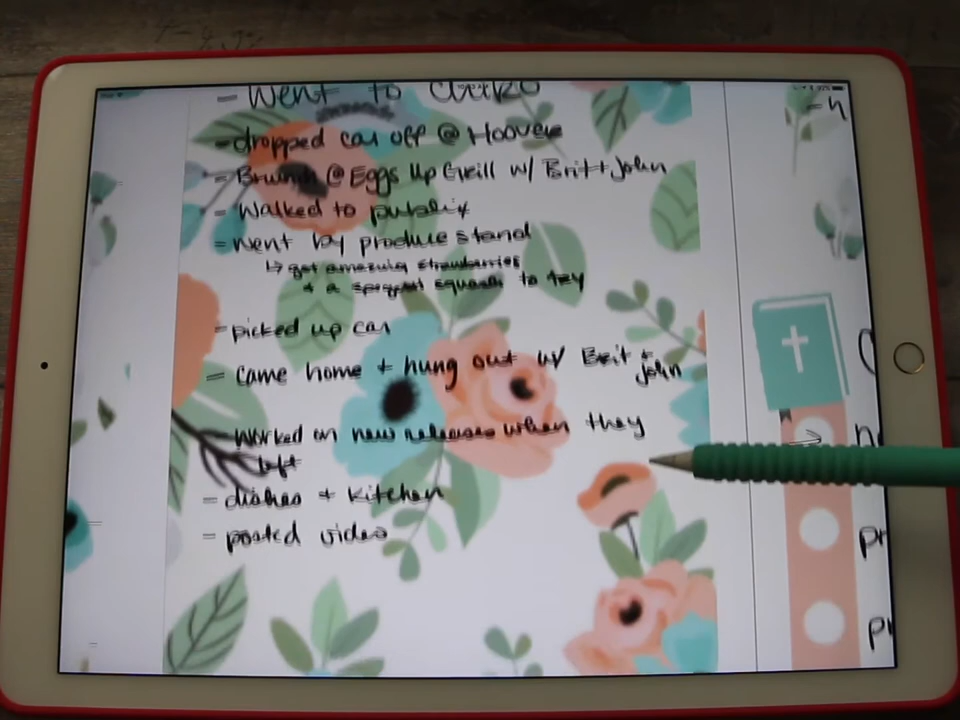 - Went to
- dropped car off @ Hoover
- Brunch @ Eggs Up Grill w/ Britt + John
- Walked to publix
- went by produce stand
↳ got amazing strawberries
+ a spaghetti squash to try
- picked up car
- came home + hung out w/ Britt +
John
- Worked on new releases when they
left
- dishes + kitchen
- posted video